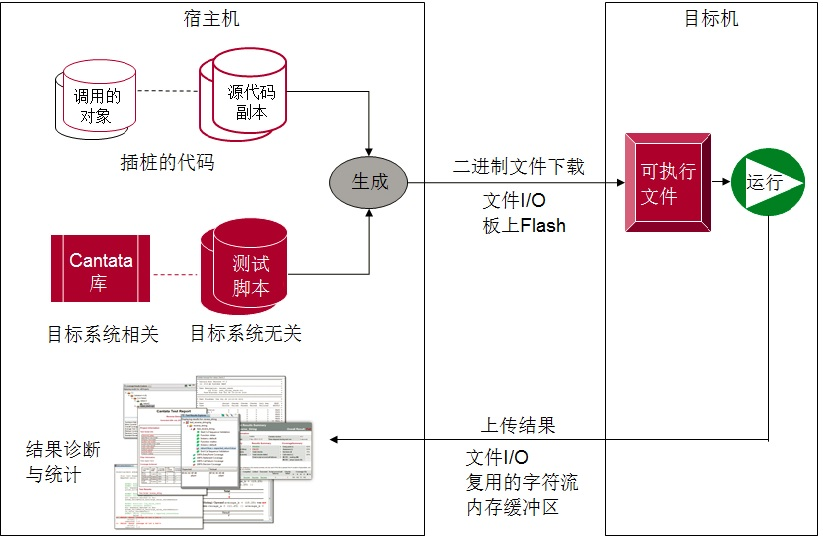 宿主机
目标机
调用的
对象
源代码
副本
插桩的代码
生成
二进制文件下载
文件I/O
板上Flash
可执行
文件
运行
Cantata
库
测试
脚本
目标系统相关
目标系统无关
结果诊断
与统计
Cantata Test Report
上传结果
文件I/O
复用的字符流
内存缓冲区